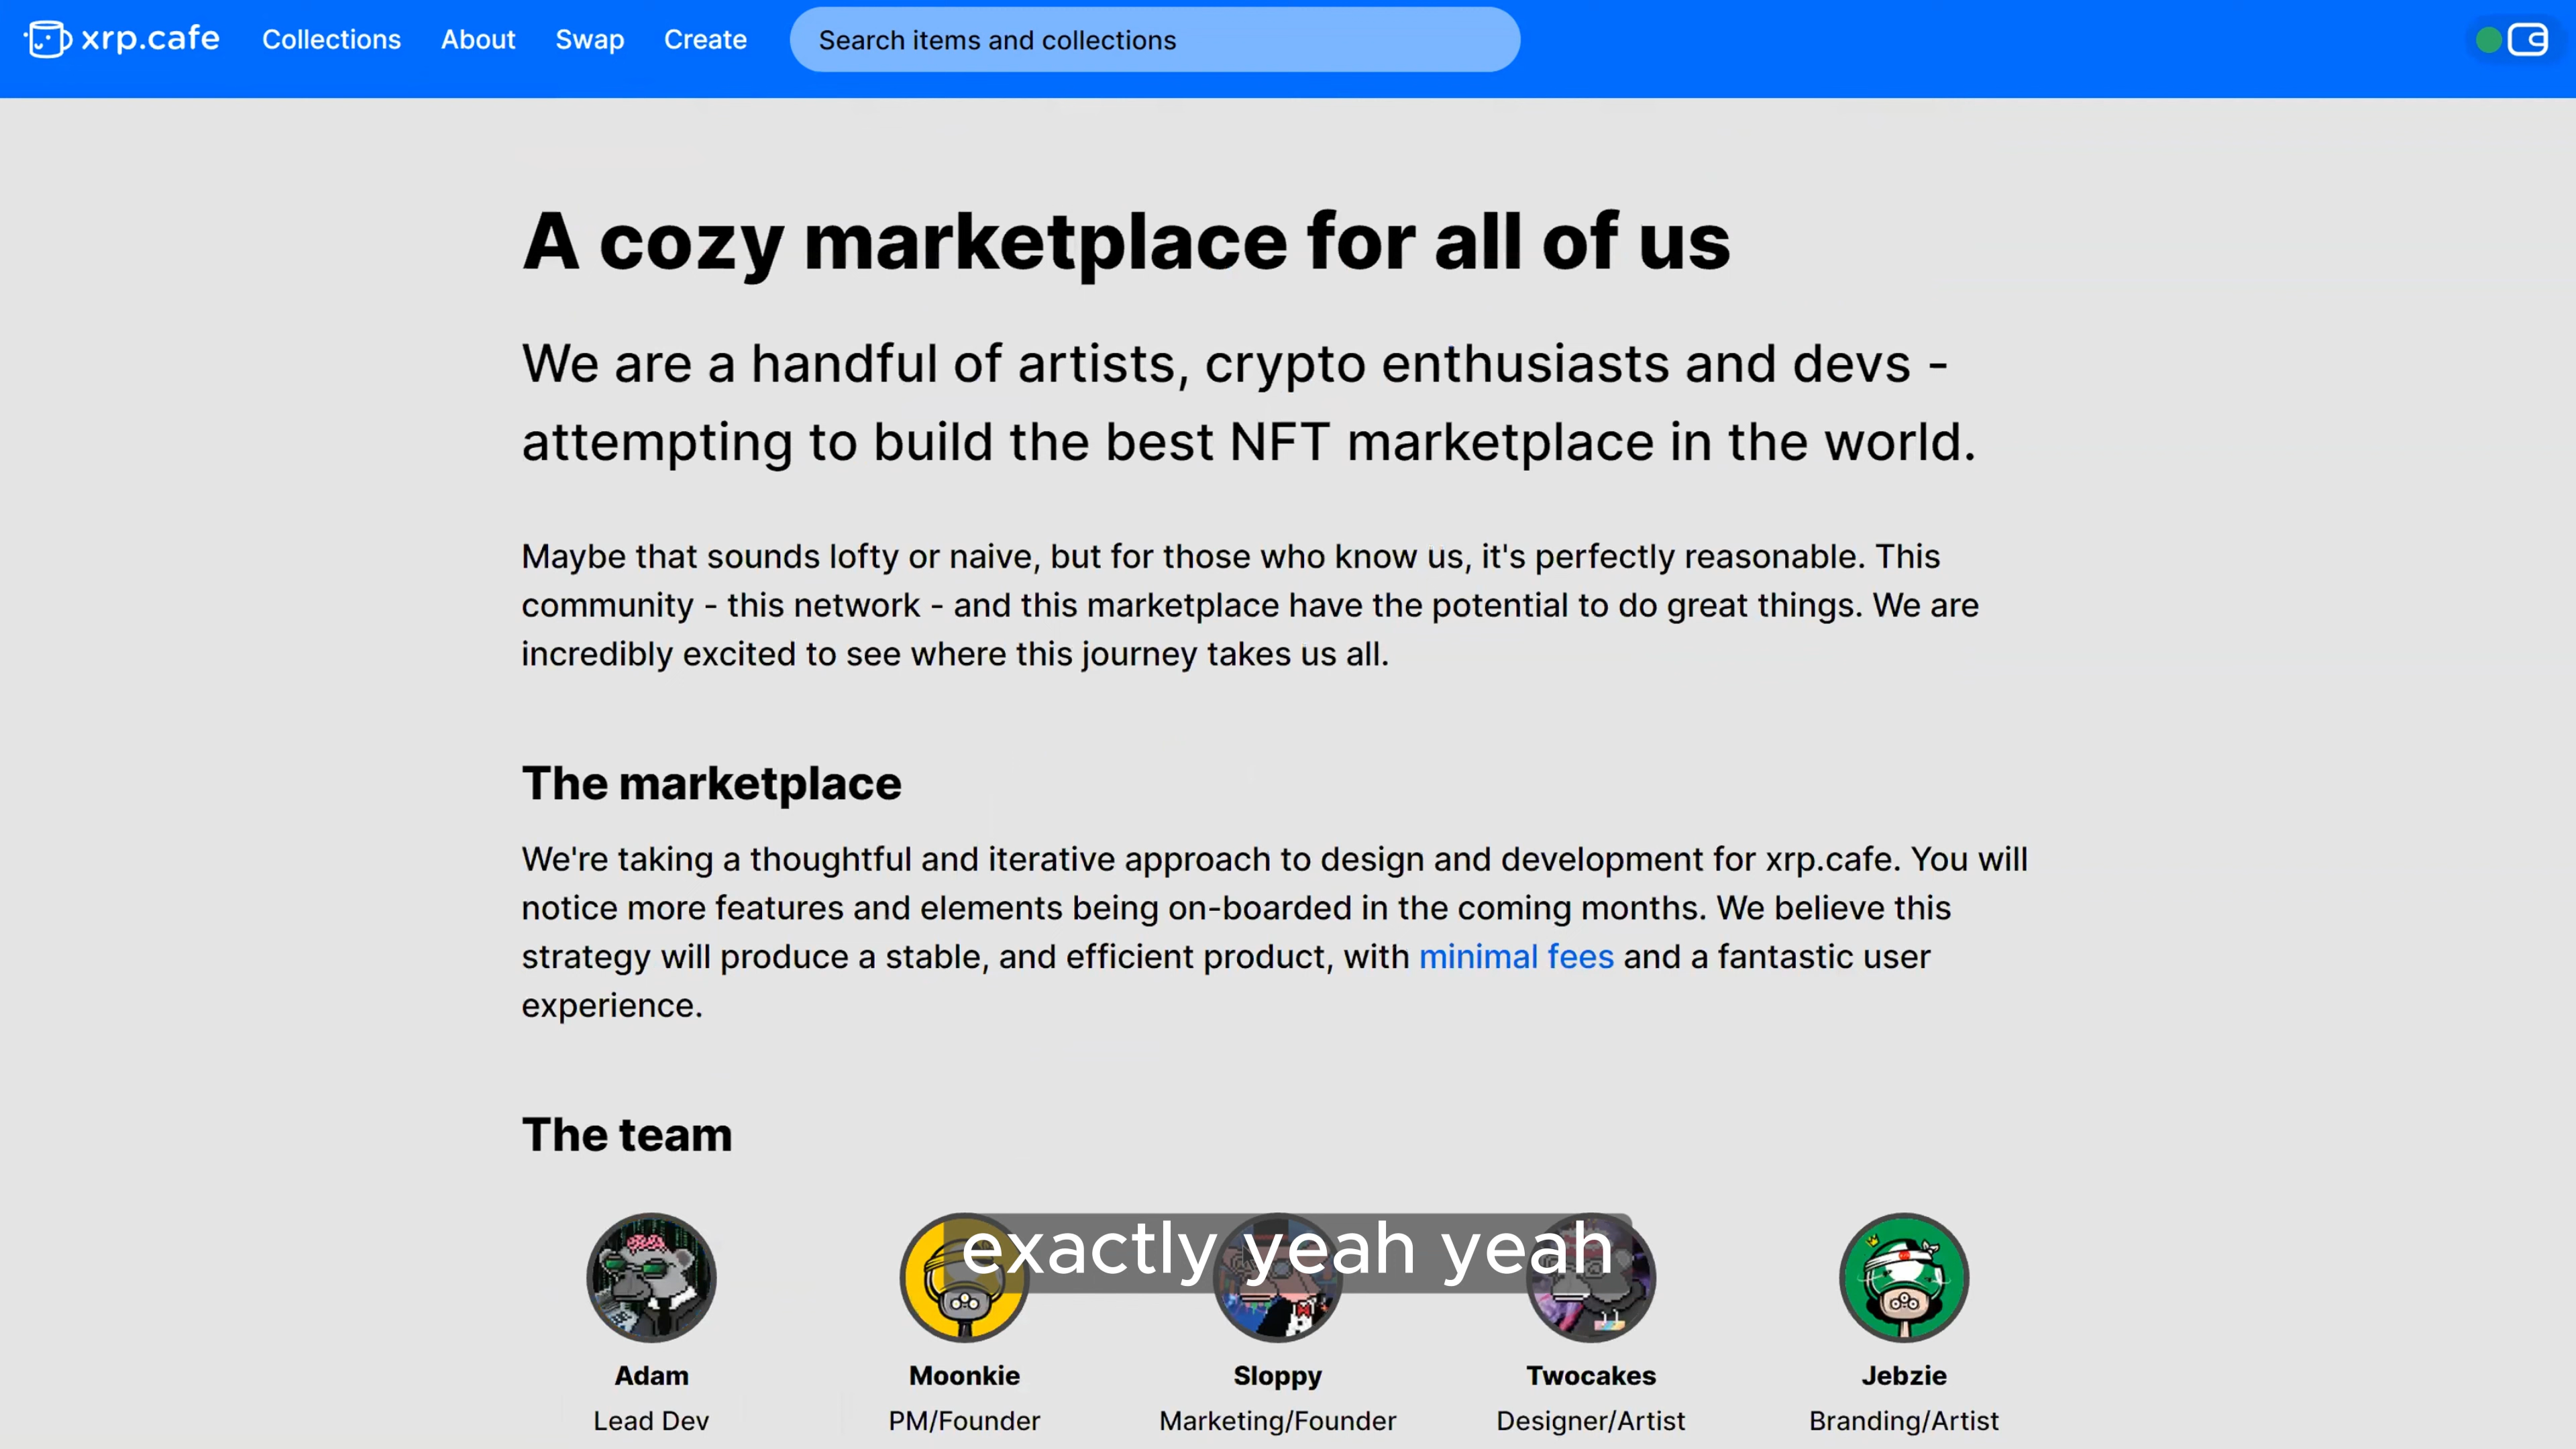 xrp.cafe Collections About Swap Create Search items and collections
A cozy marketplace for all of us
We are a handful of artists, crypto enthusiasts and devs -
attempting to build the best NFT marketplace in the world.
Maybe that sounds lofty or naive, but for those who know us, it's perfectly reasonable. This
community - this network - and this marketplace have the potential to do great things. We are
incredibly excited to see where this journey takes us all.
The marketplace
We're taking a thoughtful and iterative approach to design and development for xrp.cafe. You will
notice more features and elements being on-boarded in the coming months. We believe this
strategy will produce a stable, and efficient product, with minimal fees and a fantastic user
experience.
The team
exactly yeah yeah
Adam Moonkie Sloppy Twocakes Jebzie
Lead Dev PM/Founder Marketing/Founder Designer/Artist Branding/Artist